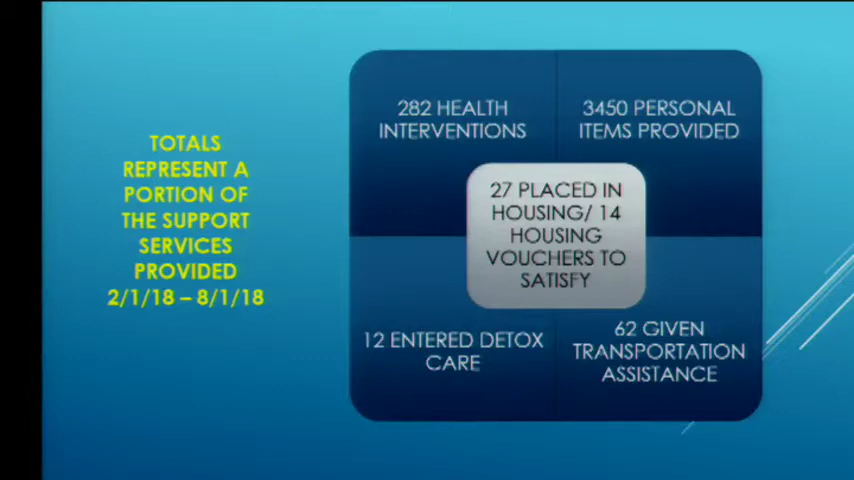 TOTALS
REPRESENT A
PORTION OF
THE SUPPORT
SERVICES
PROVIDED
2/1/18 – 8/1/18
282 HEALTH
INTERVENTIONS
3450 PERSONAL
ITEMS PROVIDED
27 PLACED IN
HOUSING/ 14
HOUSING
VOUCHERS TO
SATISFY
12 ENTERED DETOX
CARE
62 GIVEN
TRANSPORTATION
ASSISTANCE